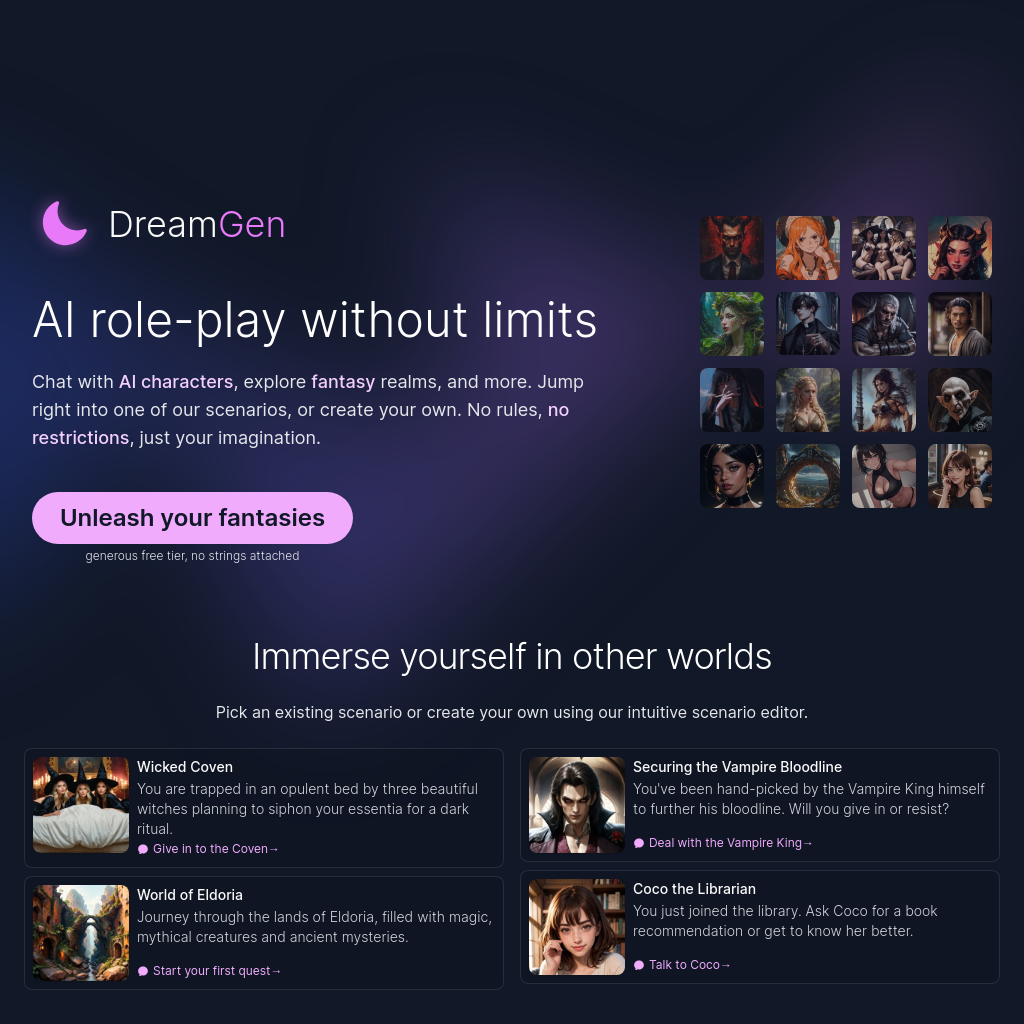 DreamGen
AI role-play without limits
Chat with AI characters, explore fantasy realms, and more. Jump
right into one of our scenarios, or create your own. No rules, no
restrictions, just your imagination.
Unleash your fantasies
generous free tier, no strings attached
Immerse yourself in other worlds
Pick an existing scenario or create your own using our intuitive scenario editor.
Wicked Coven
You are trapped in an opulent bed by three beautiful
witches planning to siphon your essentia for a dark
ritual.
Give in to the Coven→
Securing the Vampire Bloodline
You've been hand-picked by the Vampire King himself
to further his bloodline. Will you give in or resist?
Deal with the Vampire King→
World of Eldoria
Journey through the lands of Eldoria, filled with magic,
mythical creatures and ancient mysteries.
Start your first quest→
Coco the Librarian
You just joined the library. Ask Coco for a book
recommendation or get to know her better.
Talk to Coco→